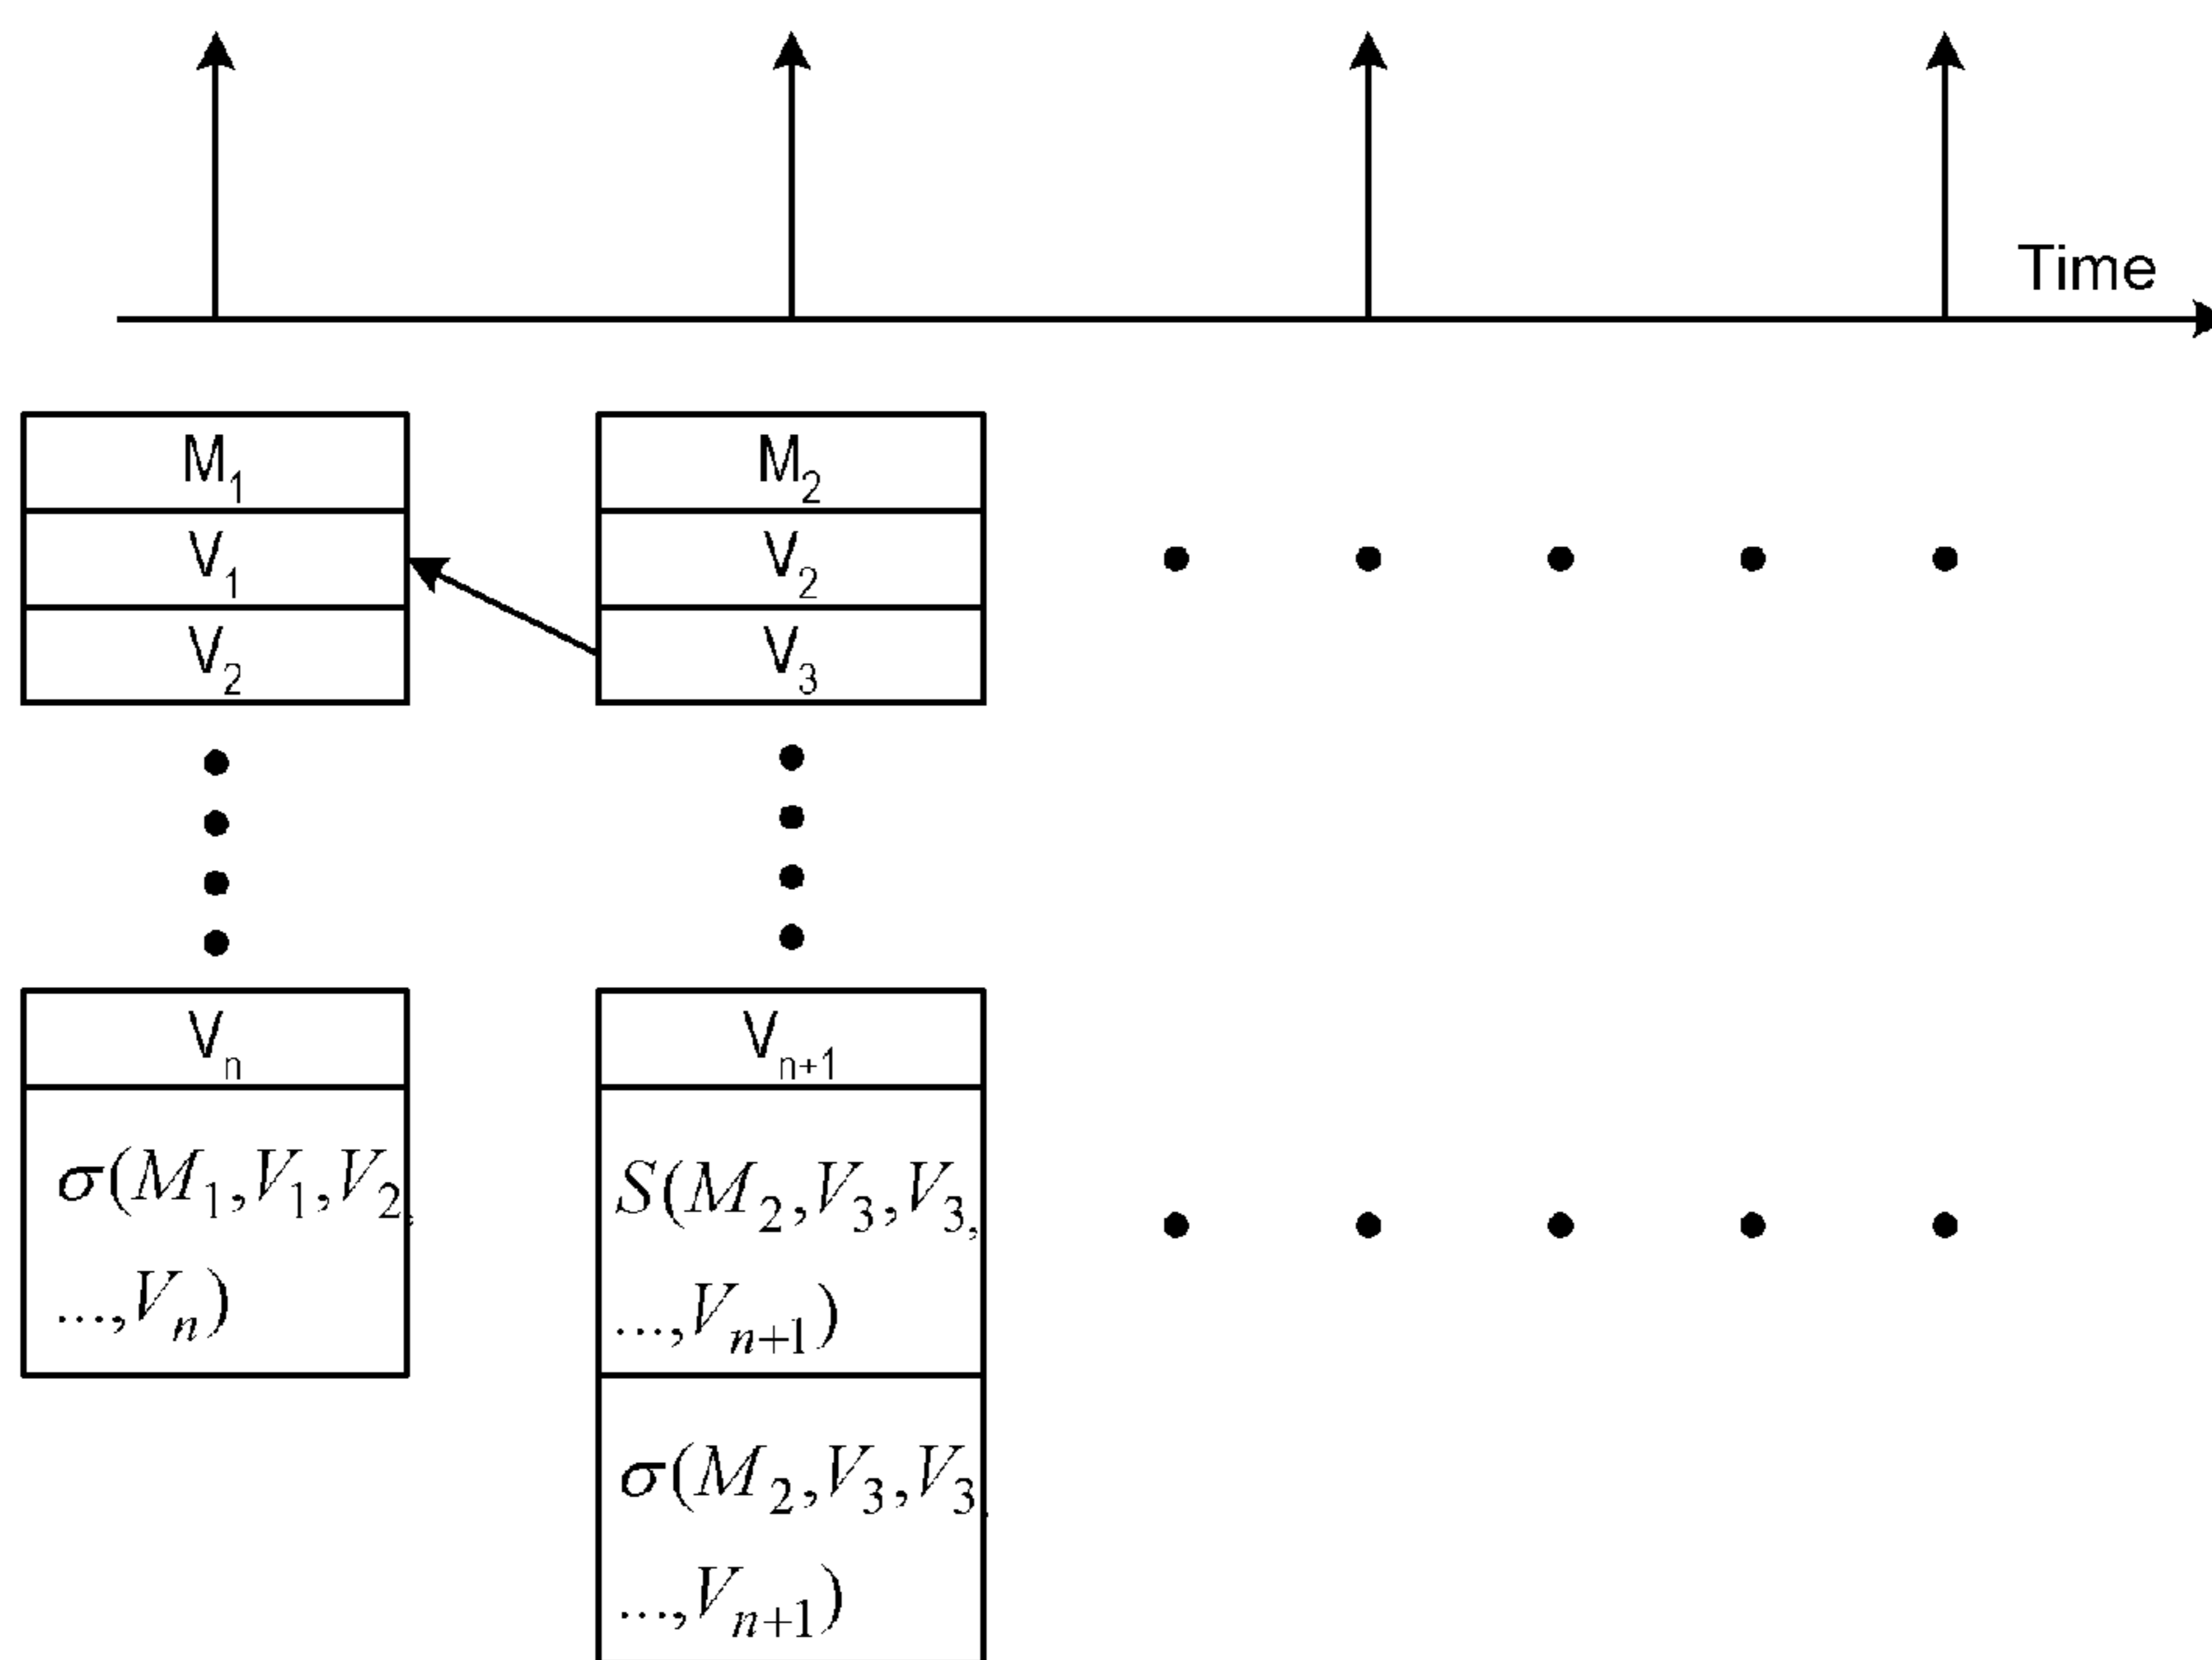 Time
M₁
V₁
V₂
Vₙ
σ(M₁,V₁,V₂,
...,Vₙ)
M₂
V₂
V₃
Vₙ₊₁
S(M₂,V₃,V₃,
...,Vₙ₊₁)
σ(M₂,V₃,V₃,
...,Vₙ₊₁)